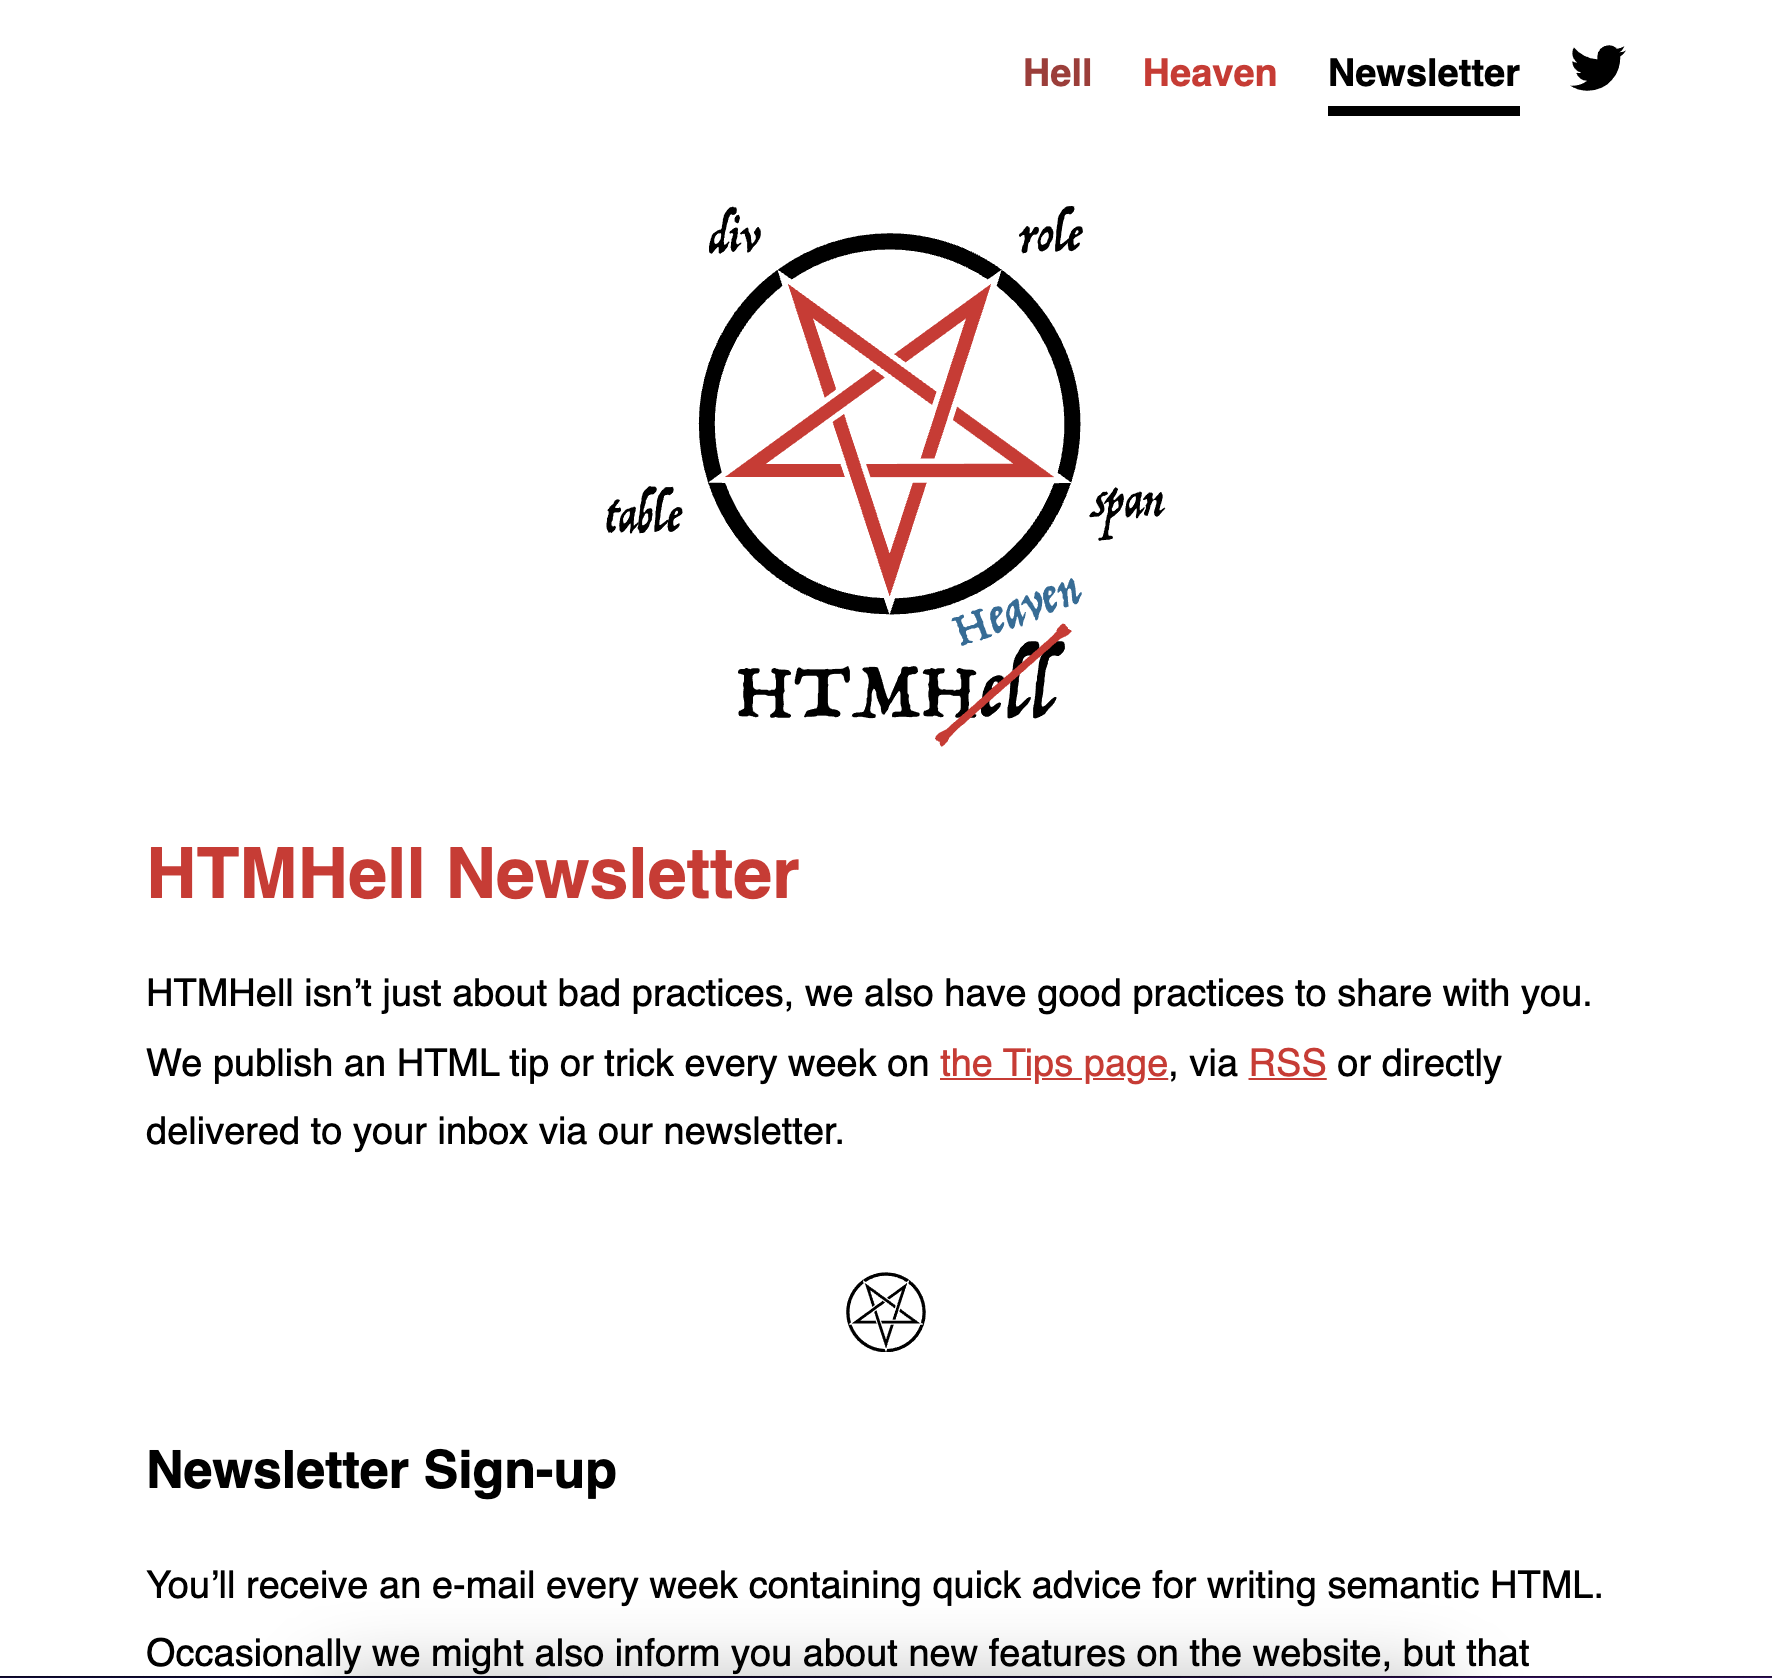 Hell Heaven Newsletter
div role
table span
Heaven
HTMHell
HTMHell Newsletter
HTMHell isn’t just about bad practices, we also have good practices to share with you.
We publish an HTML tip or trick every week on the Tips page, via RSS or directly
delivered to your inbox via our newsletter.
Newsletter Sign-up
You’ll receive an e-mail every week containing quick advice for writing semantic HTML.
Occasionally we might also inform you about new features on the website, but that